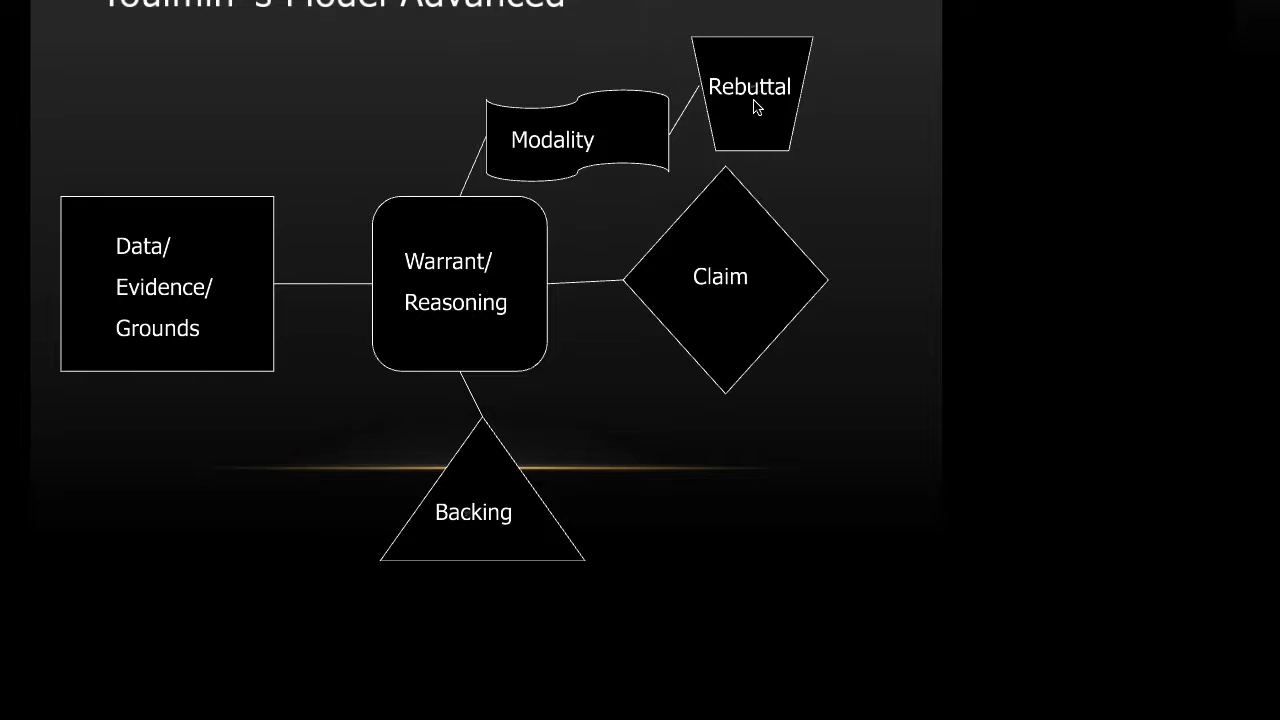 Toulmin's Model Advanced
Rebuttal
Modality
Data/
Evidence/
Grounds
Warrant/
Reasoning
Claim
Backing